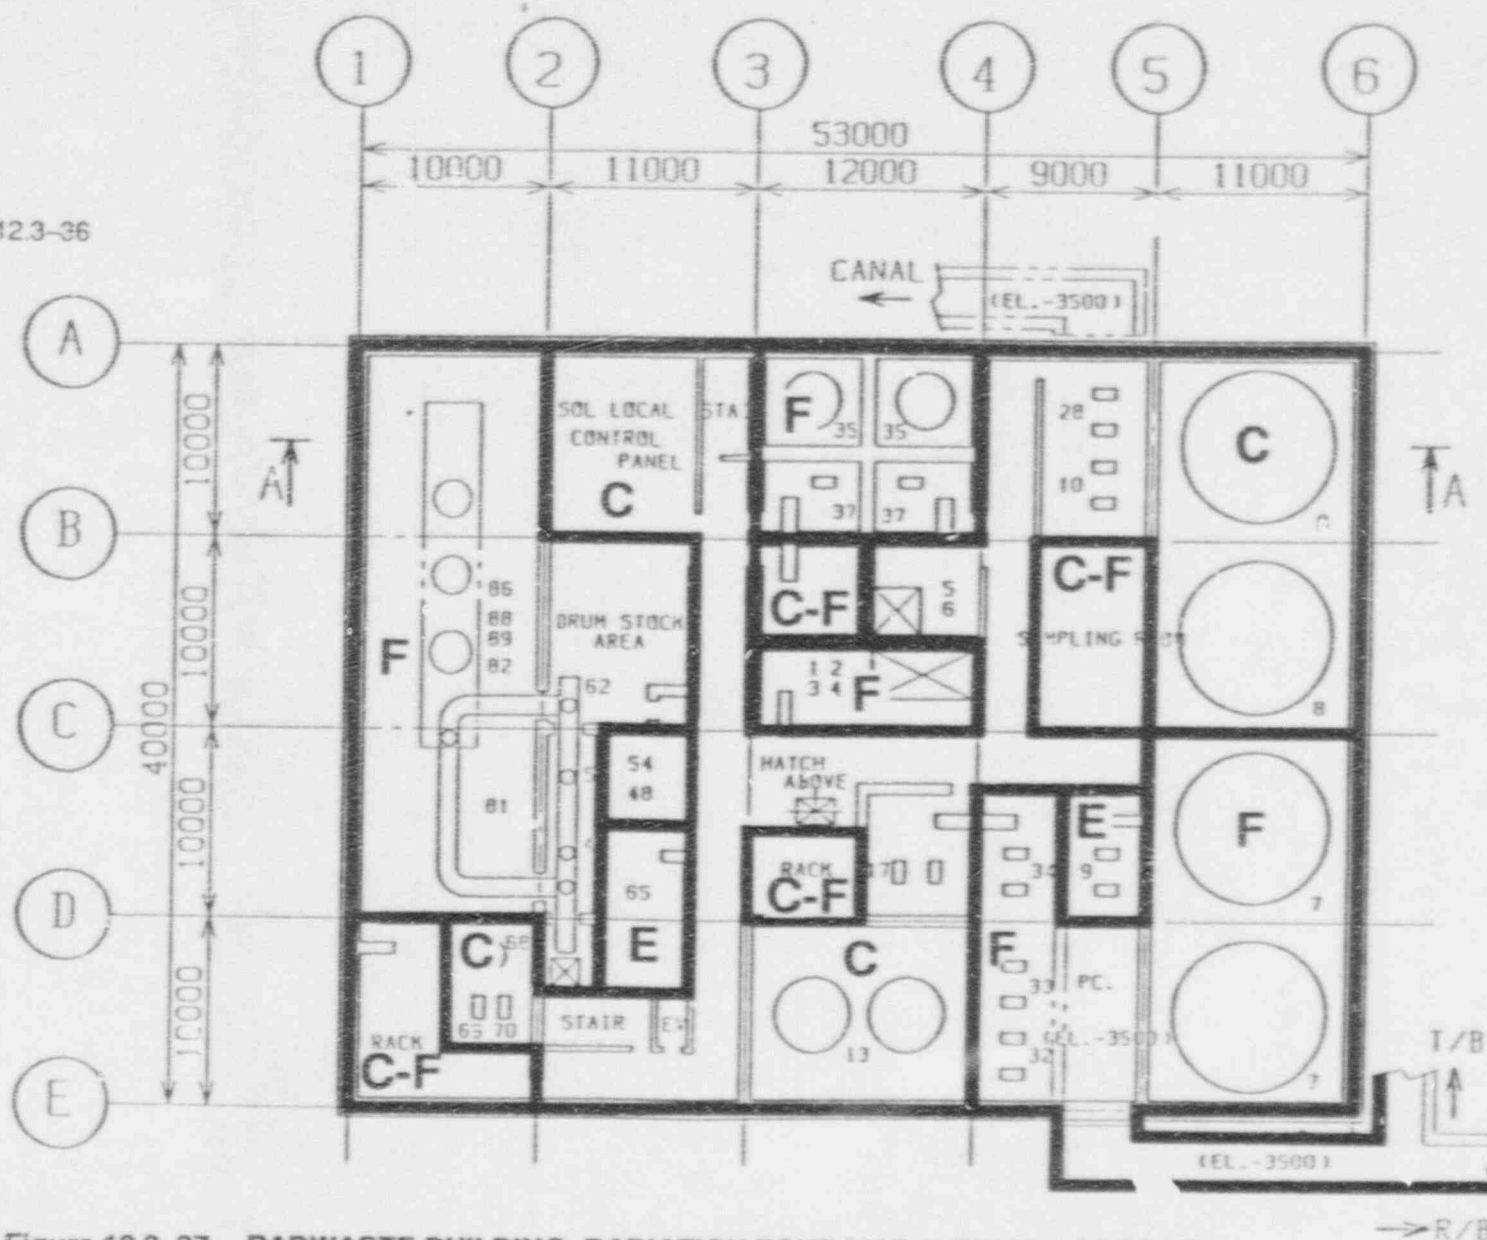 1 2 3 4 5 6
53000
10000 11000 12000 9000 11000
12.3-36
CANAL
(EL.-3500)
A
10000
SOL LOCAL
CONTROL
PANEL
C
STA
F
35 35
28
C
A
A
10
37 37
B
C-F
C-F
5
6
10000
86
88
89
82
DRUM STOCK
AREA
F
1 2
3 4
F
62
8
C
40000
HATCH
ABOVE
54
48
81
10000
E
F
RACK
C-F
17
34
9
65
7
D
C
68
E
C
F
33
PC.
10000
69 70
STAIR
EV
13
32
(EL.-3500)
RACK
C-F
7
T/B
E
(EL.-3500)
R/B